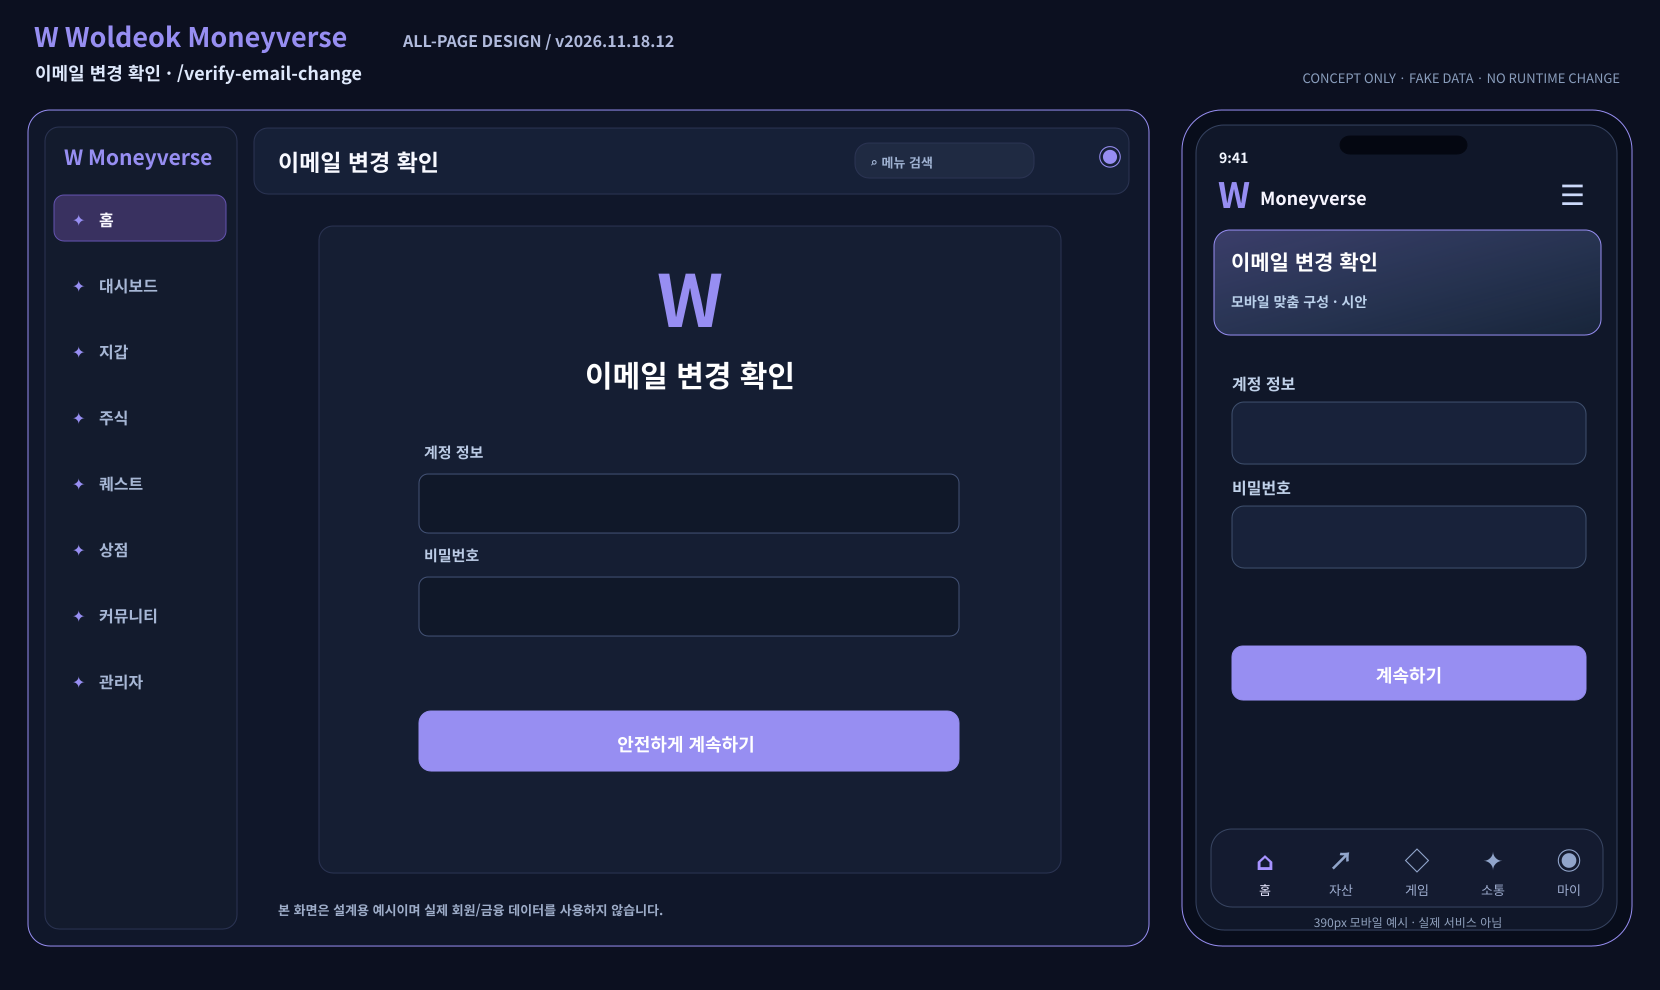 W Woldeok Moneyverse
ALL-PAGE DESIGN / v2026.11.18.12
이메일 변경 확인 · /verify-email-change
CONCEPT ONLY · FAKE DATA · NO RUNTIME CHANGE
W Moneyverse
홈
대시보드
지갑
주식
퀘스트
상점
커뮤니티
관리자
이메일 변경 확인
메뉴 검색
W
이메일 변경 확인
계정 정보
비밀번호
안전하게 계속하기
본 화면은 설계용 예시이며 실제 회원/금융 데이터를 사용하지 않습니다.
9:41
W Moneyverse
이메일 변경 확인
모바일 맞춤 구성 · 시안
계정 정보
비밀번호
계속하기
홈 자산 게임 소통 마이
390px 모바일 예시 · 실제 서비스 아님